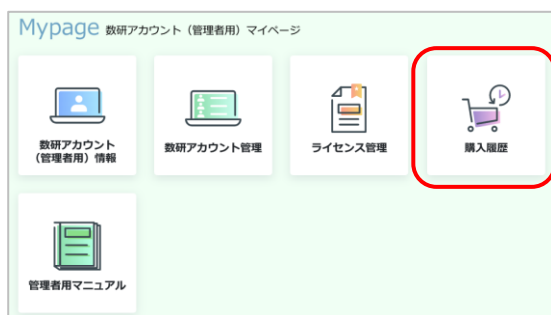 Mypage 数研アカウント（管理者用）マイページ
数研アカウント
（管理者用）情報
数研アカウント管理
ライセンス管理
購入履歴
管理者用マニュアル